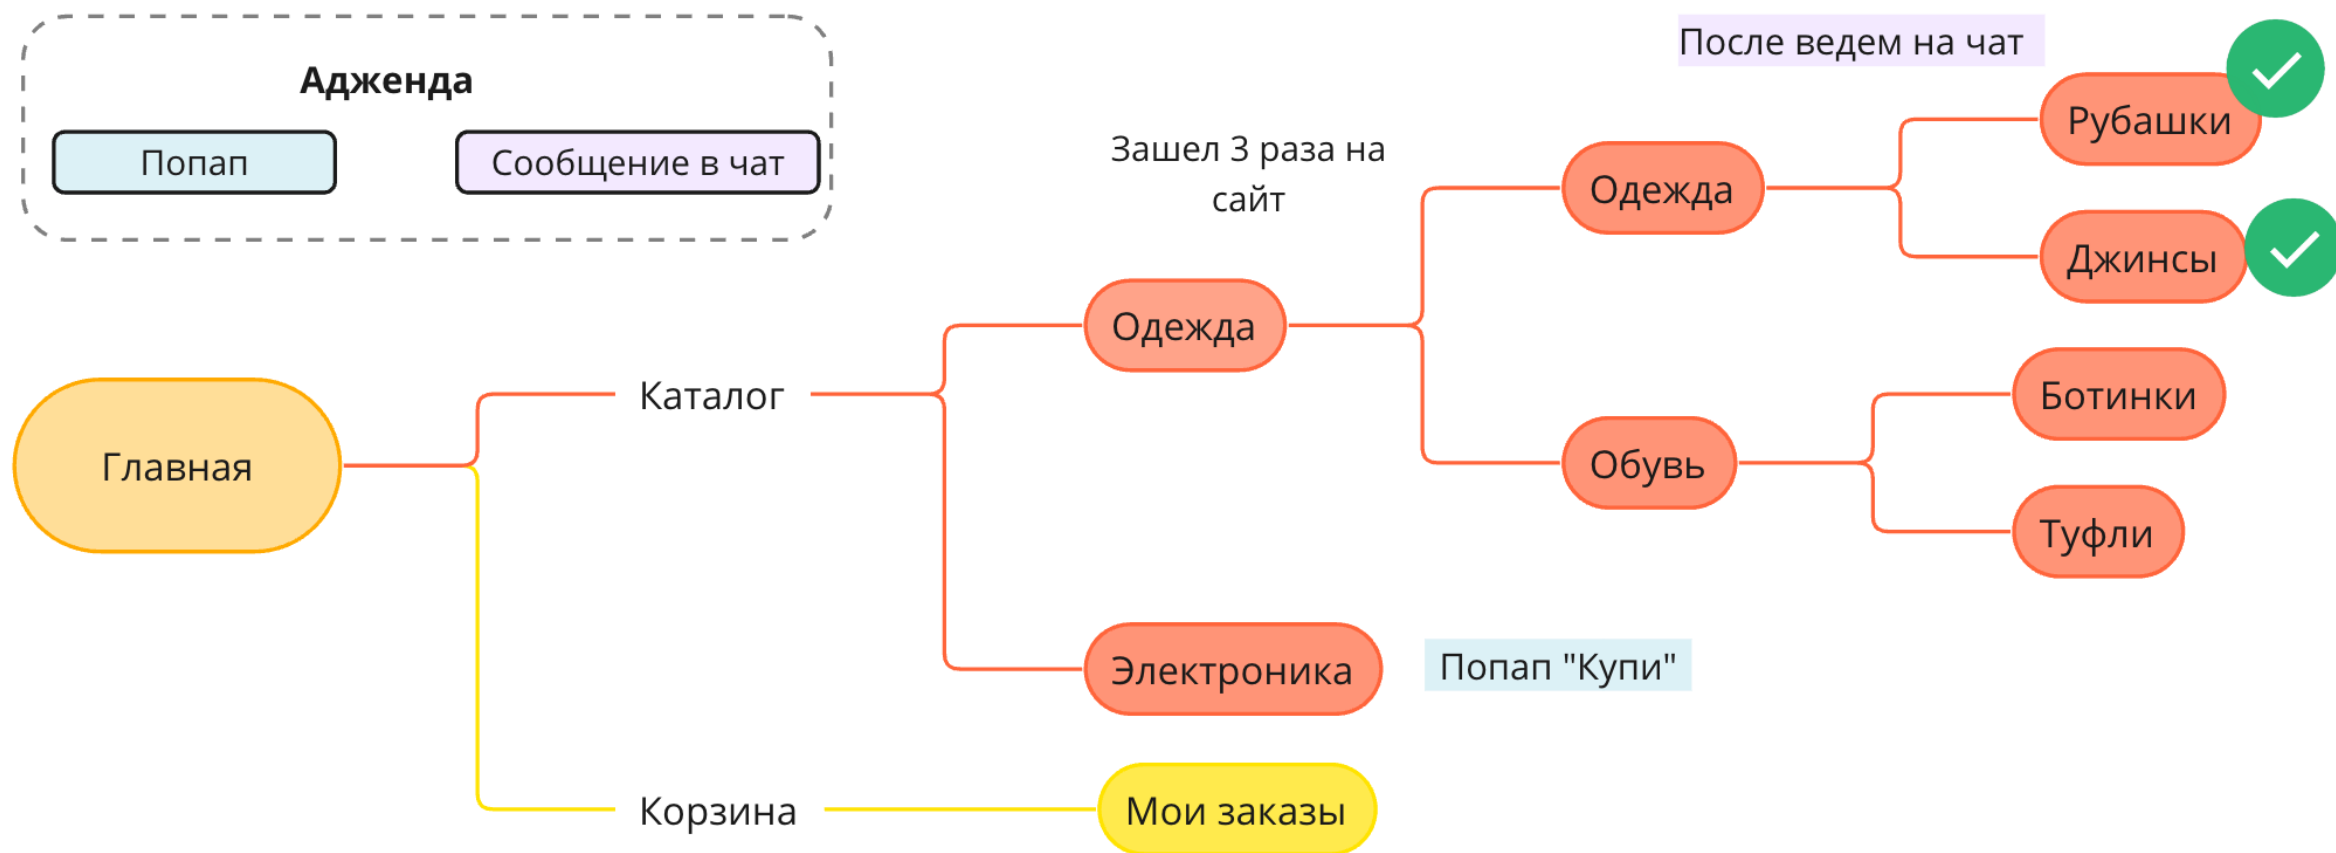 Адженда
Попап
Сообщение в чат
После ведем на чат
Зашел 3 раза на
сайт
Главная
Каталог
Корзина
Одежда
Электроника
Попап "Купи"
Мои заказы
Одежда
Обувь
Рубашки
Джинсы
Ботинки
Туфли